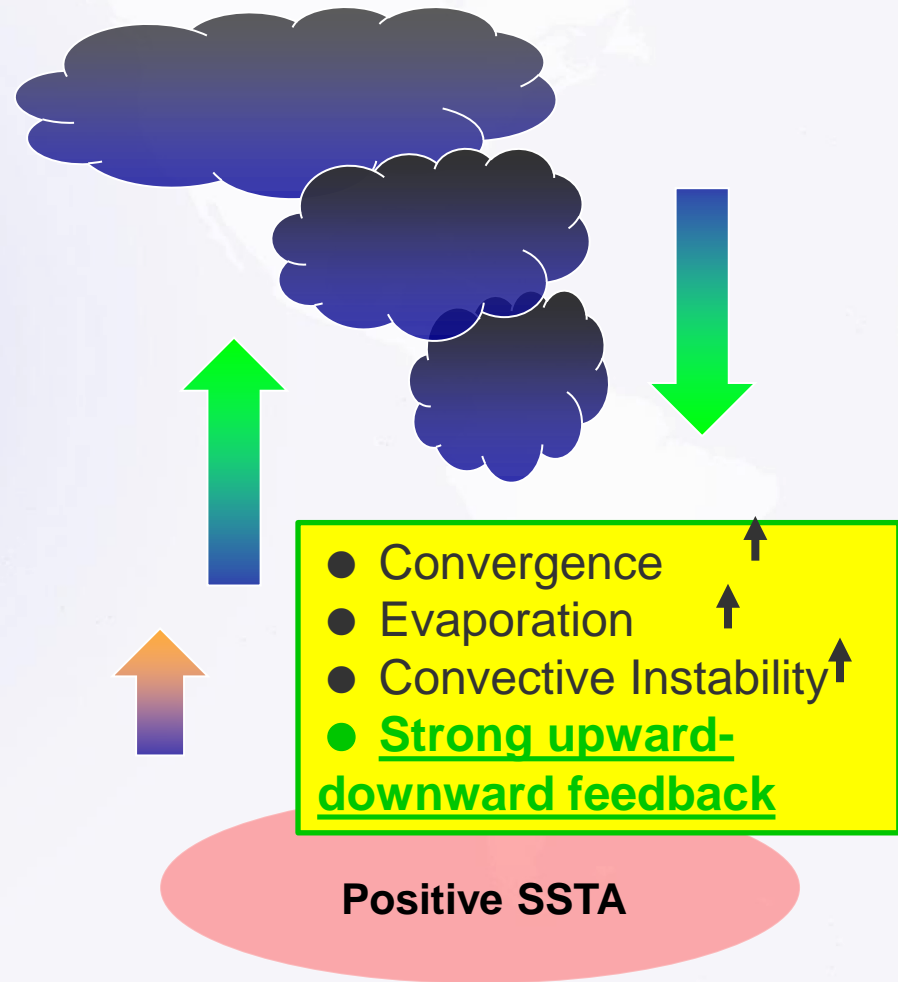 ● Convergence
● Evaporation
● Convective Instability
● Strong upward-
downward feedback
Positive SSTA